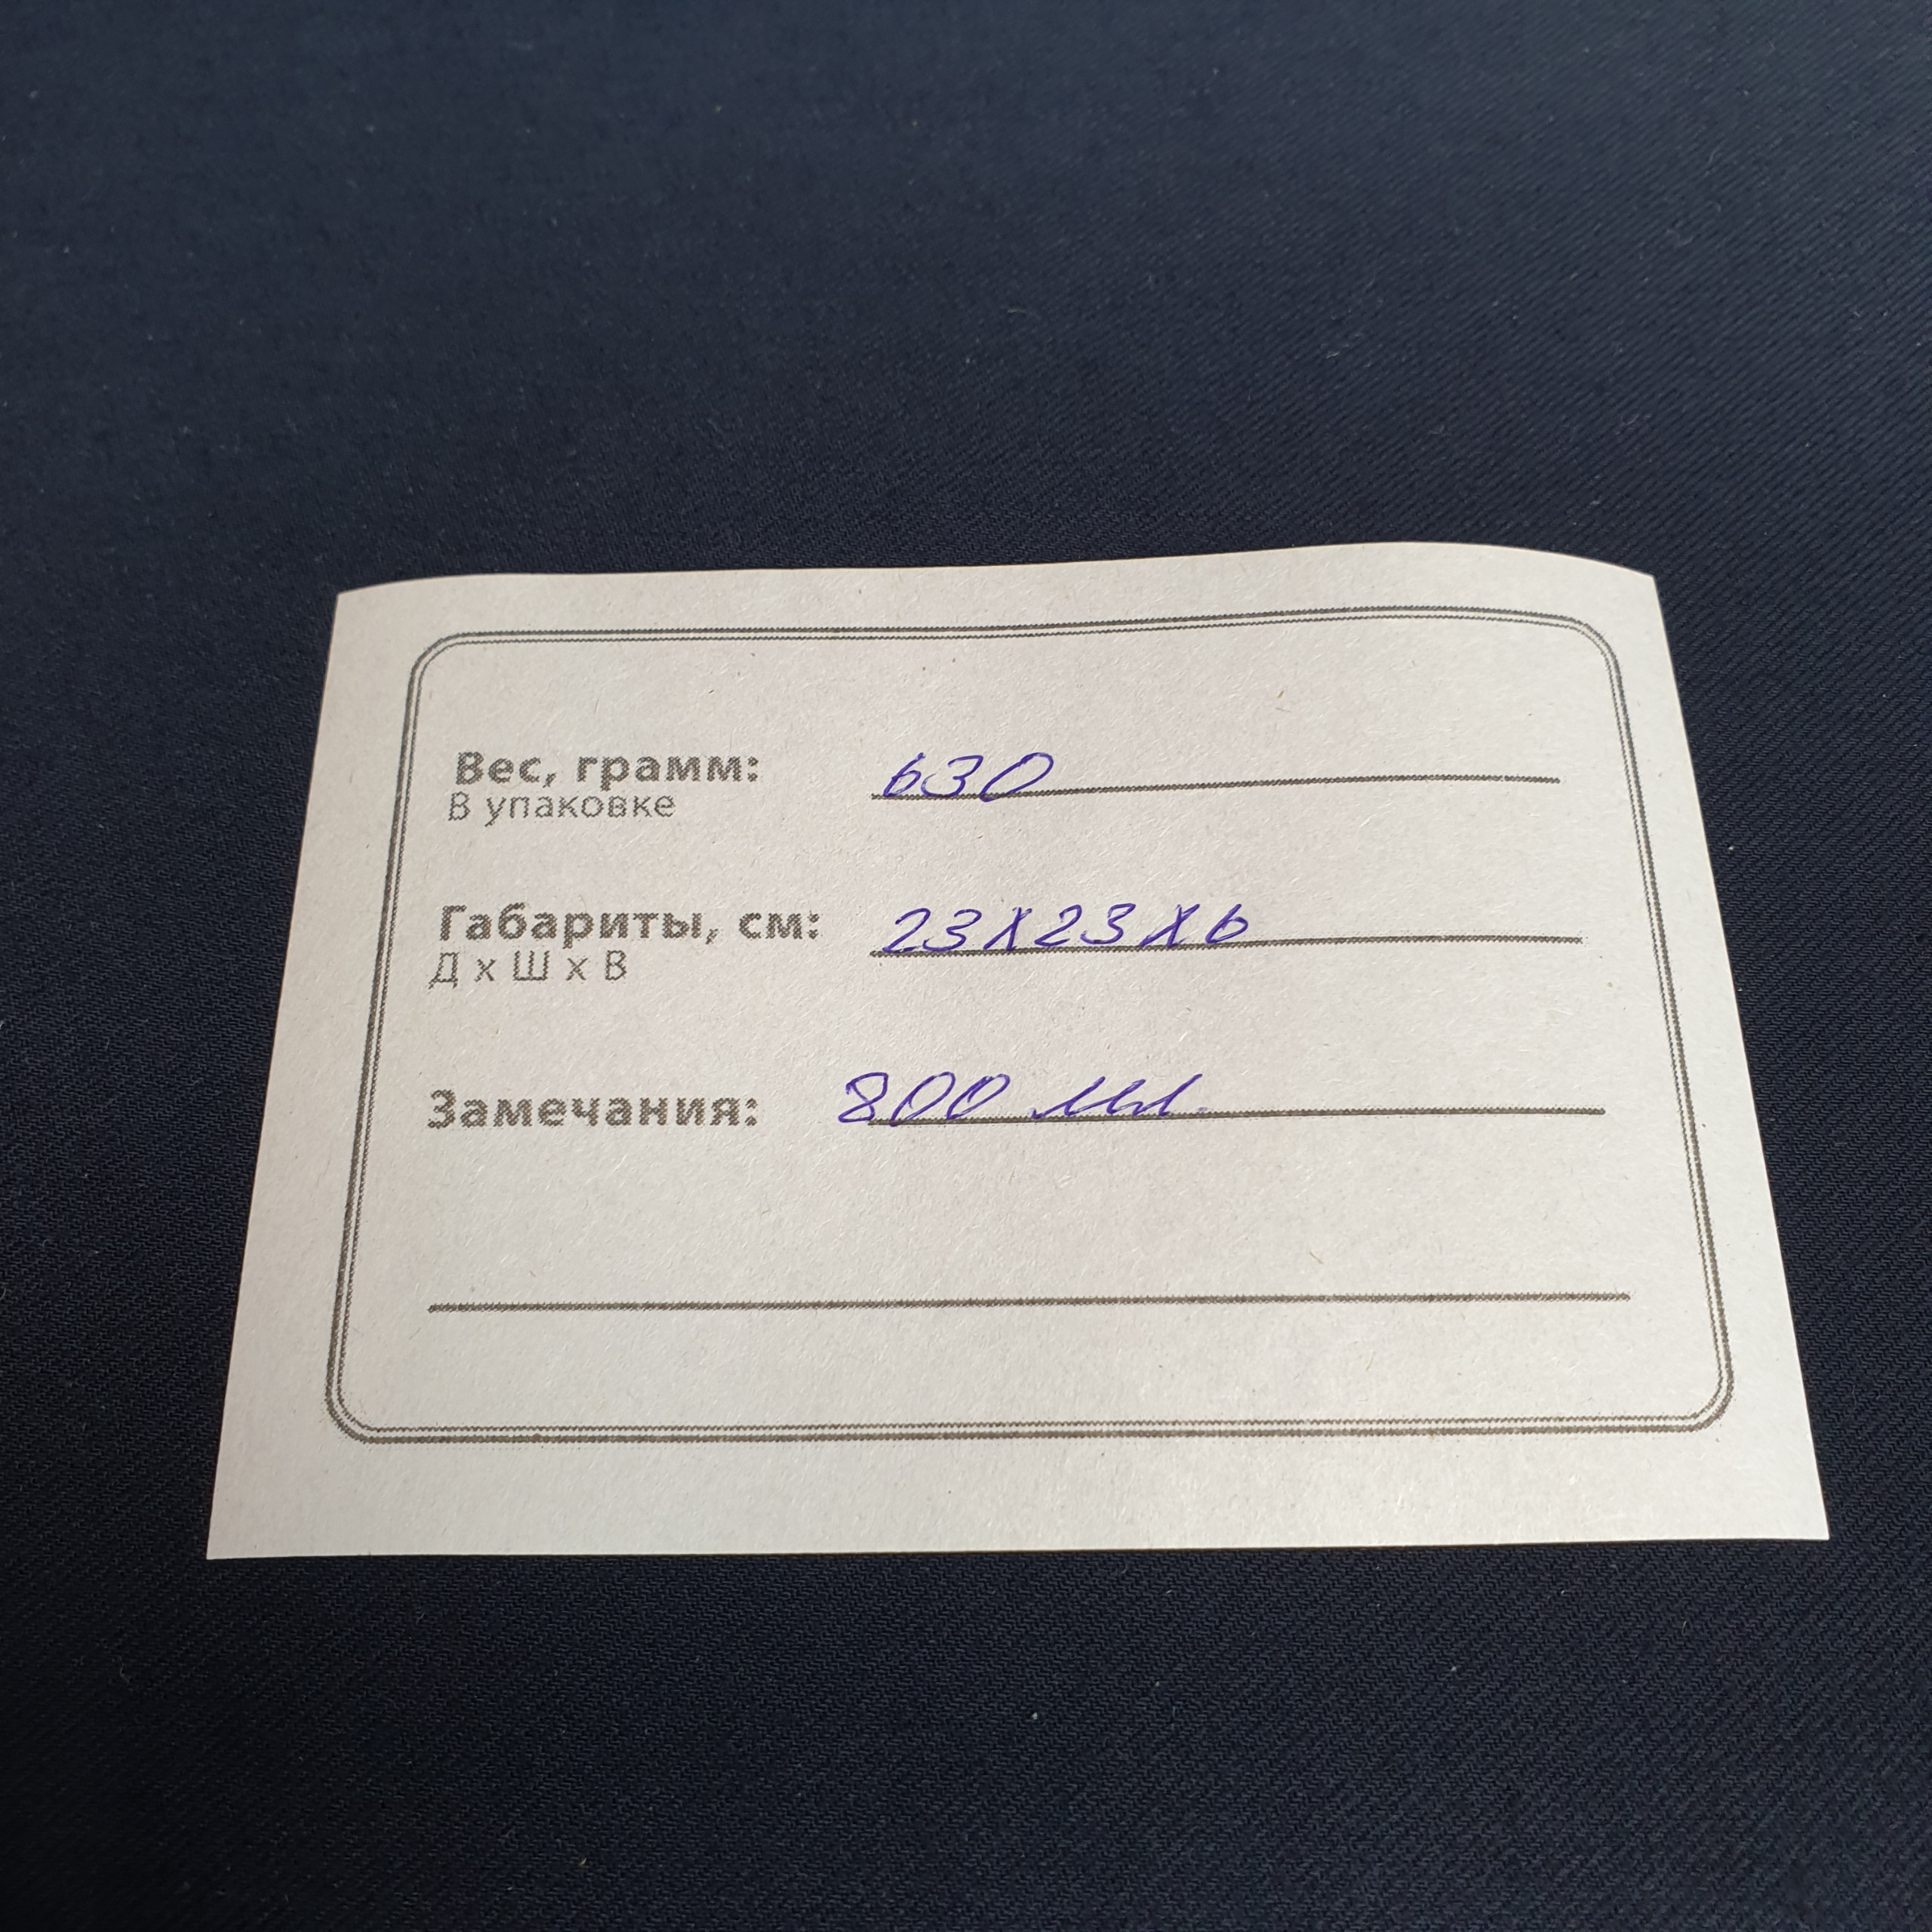 Вес, грамм: 630
В упаковке
Габариты, см: 23х23х6
Д х Ш х В
Замечания: 800 мл.